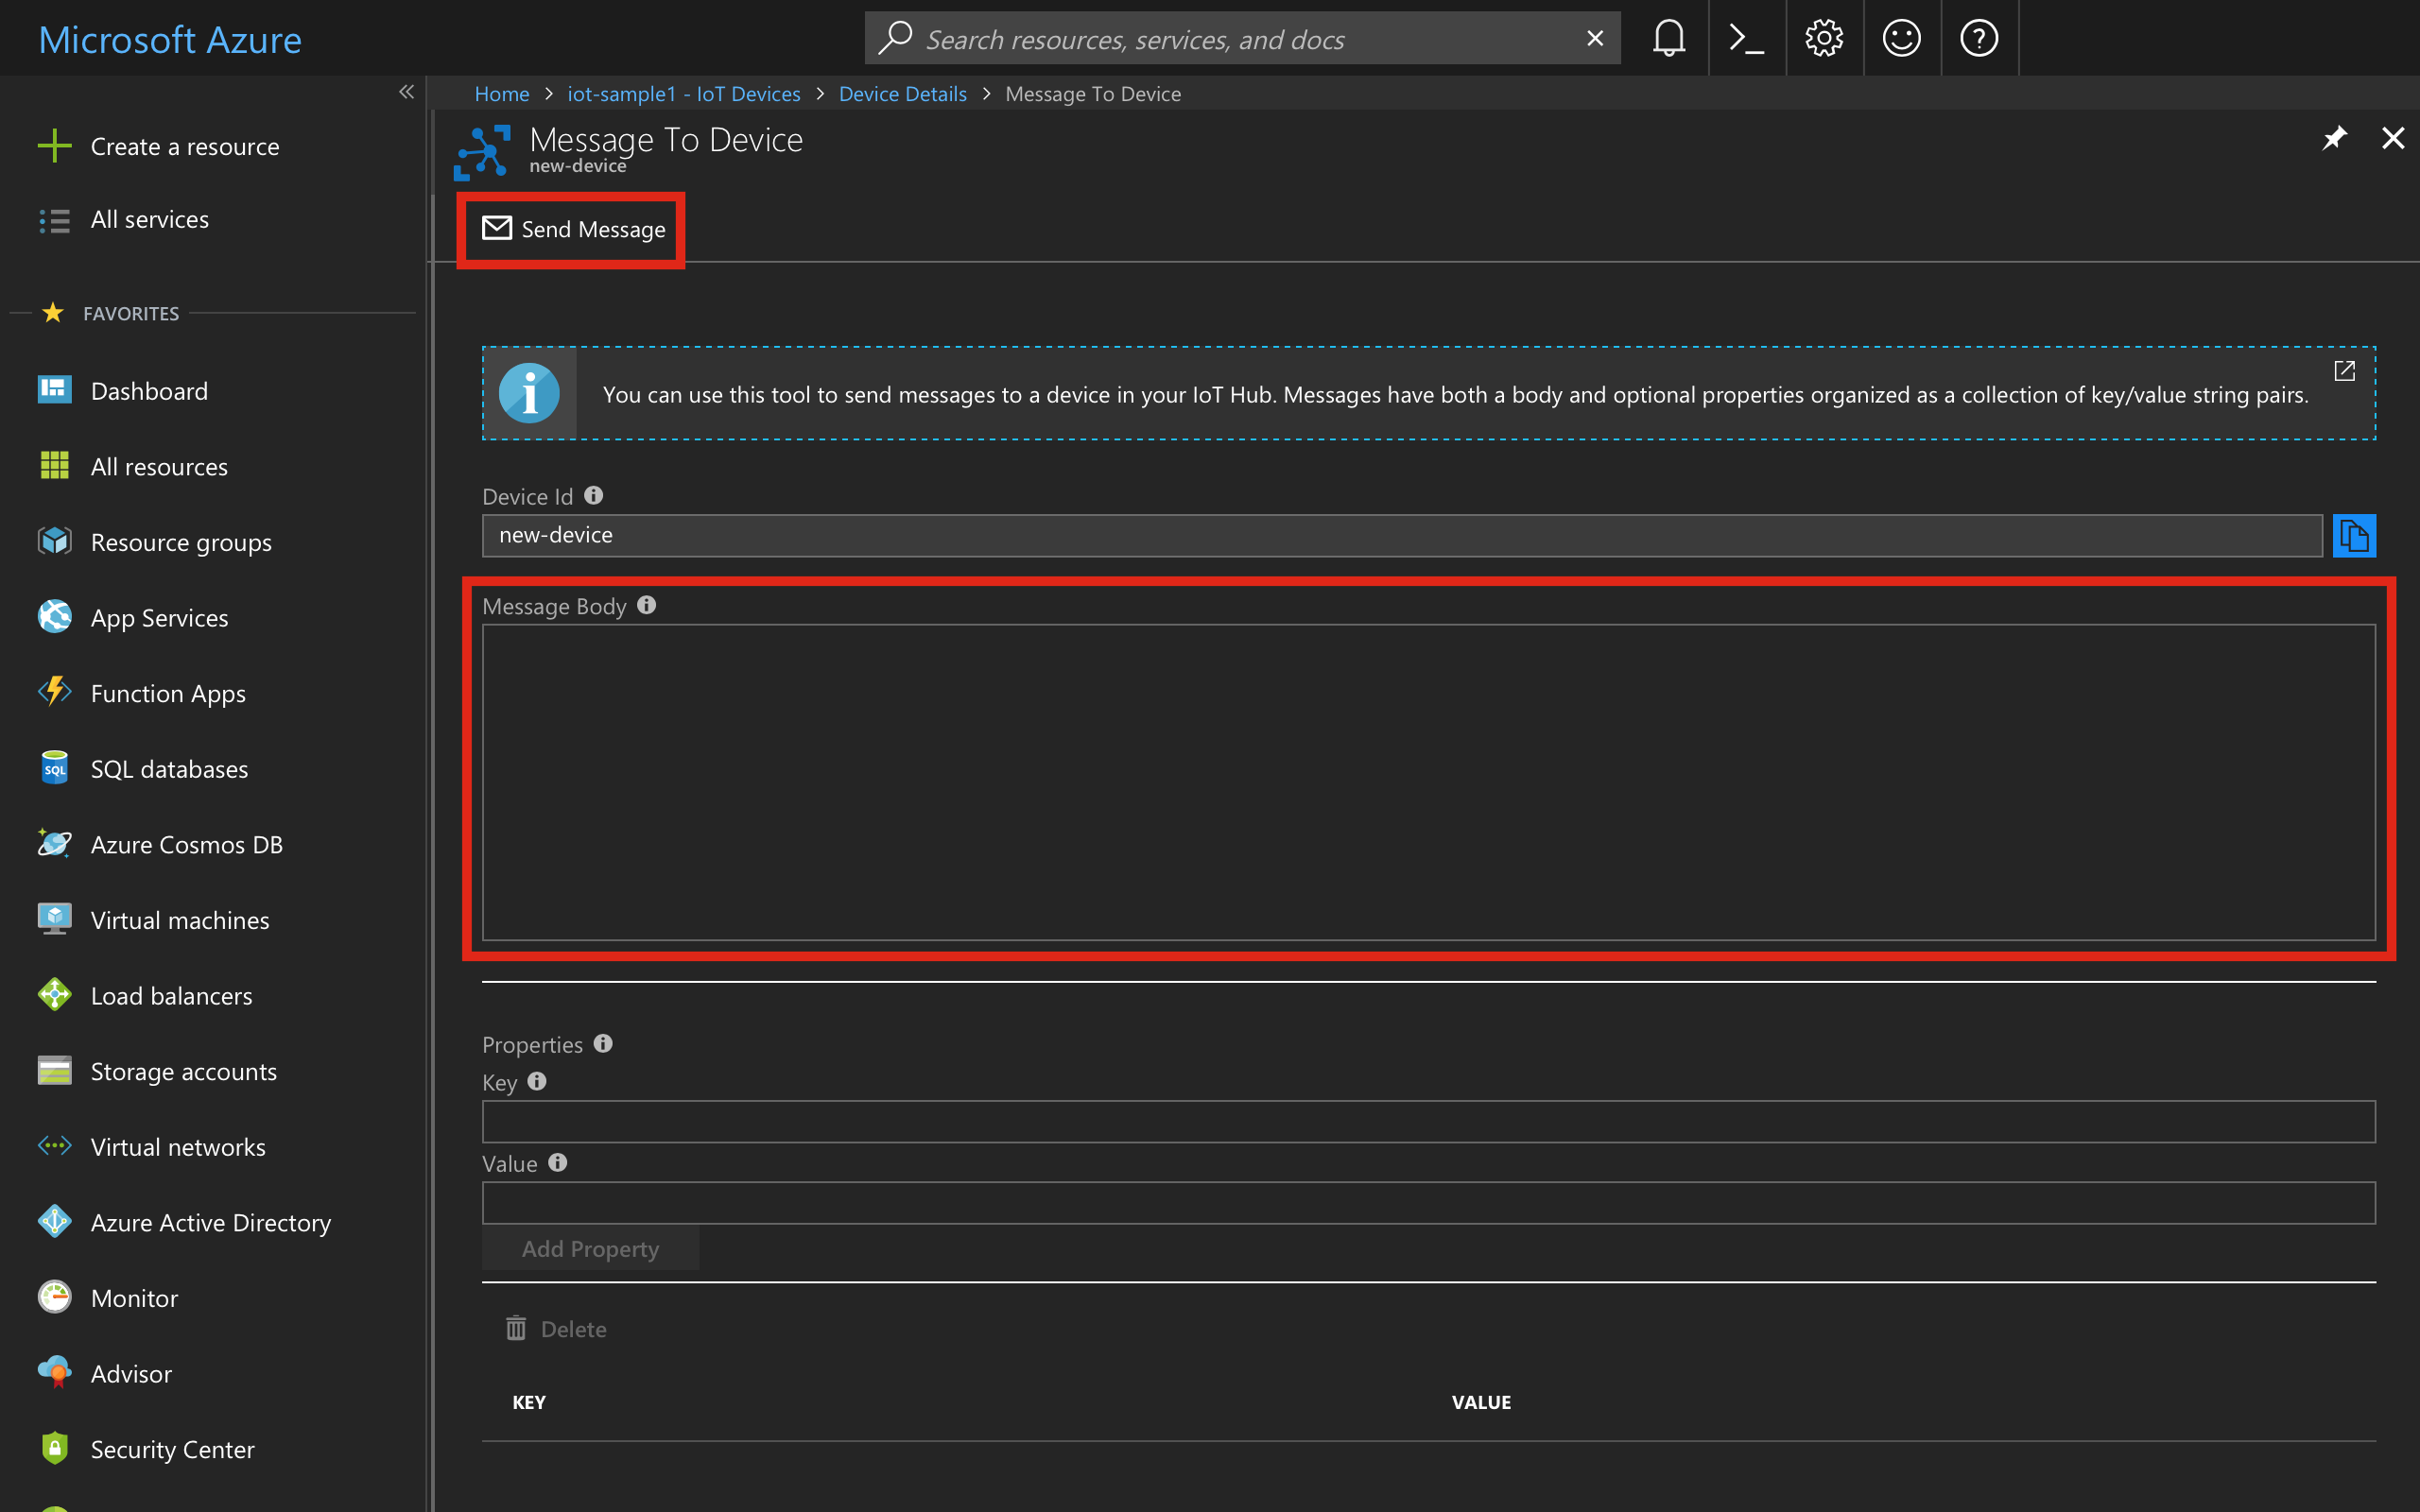 Microsoft Azure
Search resources, services, and docs
Home > iot-sample1 - IoT Devices > Device Details > Message To Device
Create a resource
All services
FAVORITES
Dashboard
All resources
Resource groups
App Services
Function Apps
SQL
SQL databases
Azure Cosmos DB
Virtual machines
Load balancers
Storage accounts
Virtual networks
Azure Active Directory
Monitor
Advisor
Security Center
Message To Device
new-device
Send Message
You can use this tool to send messages to a device in your IoT Hub. Messages have both a body and optional properties organized as a collection of key/value string pairs.
Device Id
new-device
Message Body
Properties
Key
Value
Add Property
Delete
KEY VALUE